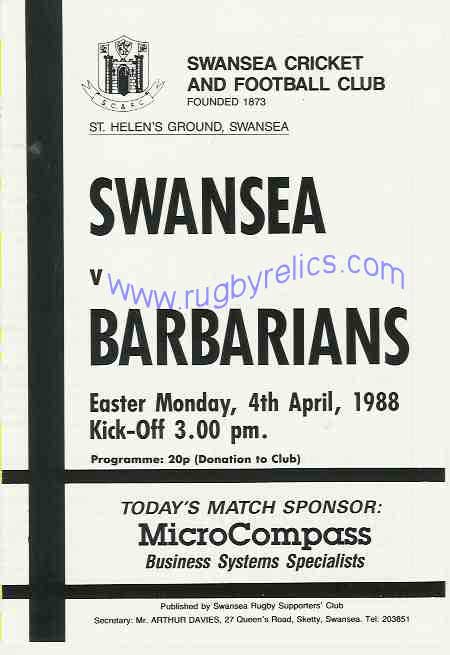 SWANSEA CRICKET
AND FOOTBALL CLUB
FOUNDED 1873
S.C. & F.C.
ST. HELEN'S GROUND, SWANSEA
SWANSEA
v
www.rugbyrelics.com
BARBARIANS
Easter Monday, 4th April, 1988
Kick-Off 3.00 pm.
Programme: 20p (Donation to Club)
TODAY'S MATCH SPONSOR:
MicroCompass
Business Systems Specialists
Published by Swansea Rugby Supporters' Club
Secretary: Mr. ARTHUR DAVIES, 27 Queen's Road, Sketty, Swansea. Tel: 203851